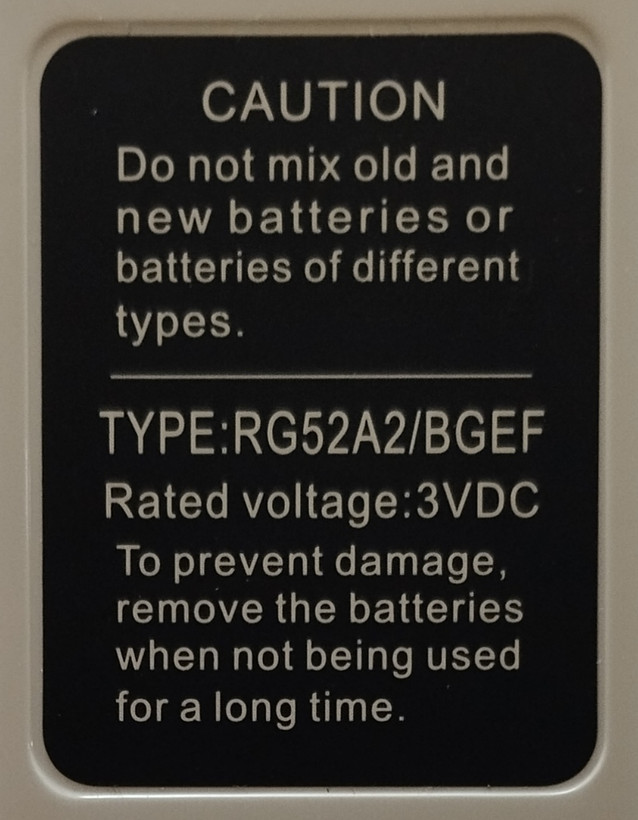 CAUTION
Do not mix old and
new batteries or
batteries of different
types.
TYPE:RG52A2/BGEF
Rated voltage:3VDC
To prevent damage,
remove the batteries
when not being used
for a long time.